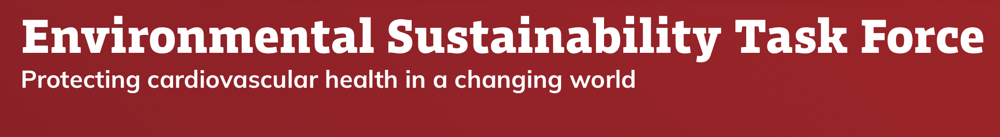 Environmental Sustainability Task Force
Protecting cardiovascular health in a changing world